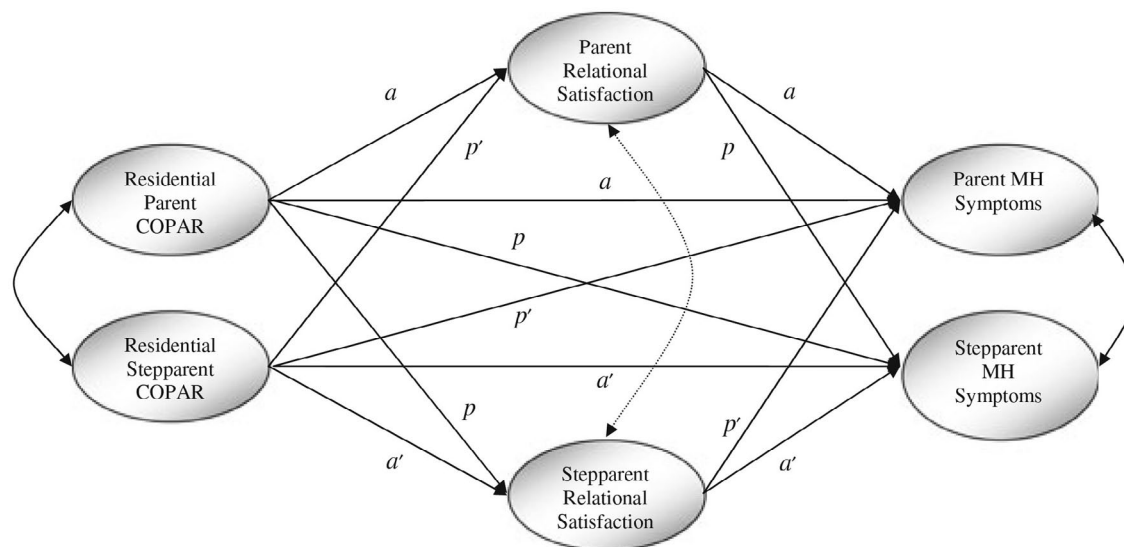 Parent
Relational
Satisfaction
a
a
p′
p
Residential
Parent
COPAR
a
Parent MH
Symptoms
p
p′
Residential
Stepparent
COPAR
Stepparent
MH
Symptoms
a′
p
p′
a′
a′
Stepparent
Relational
Satisfaction